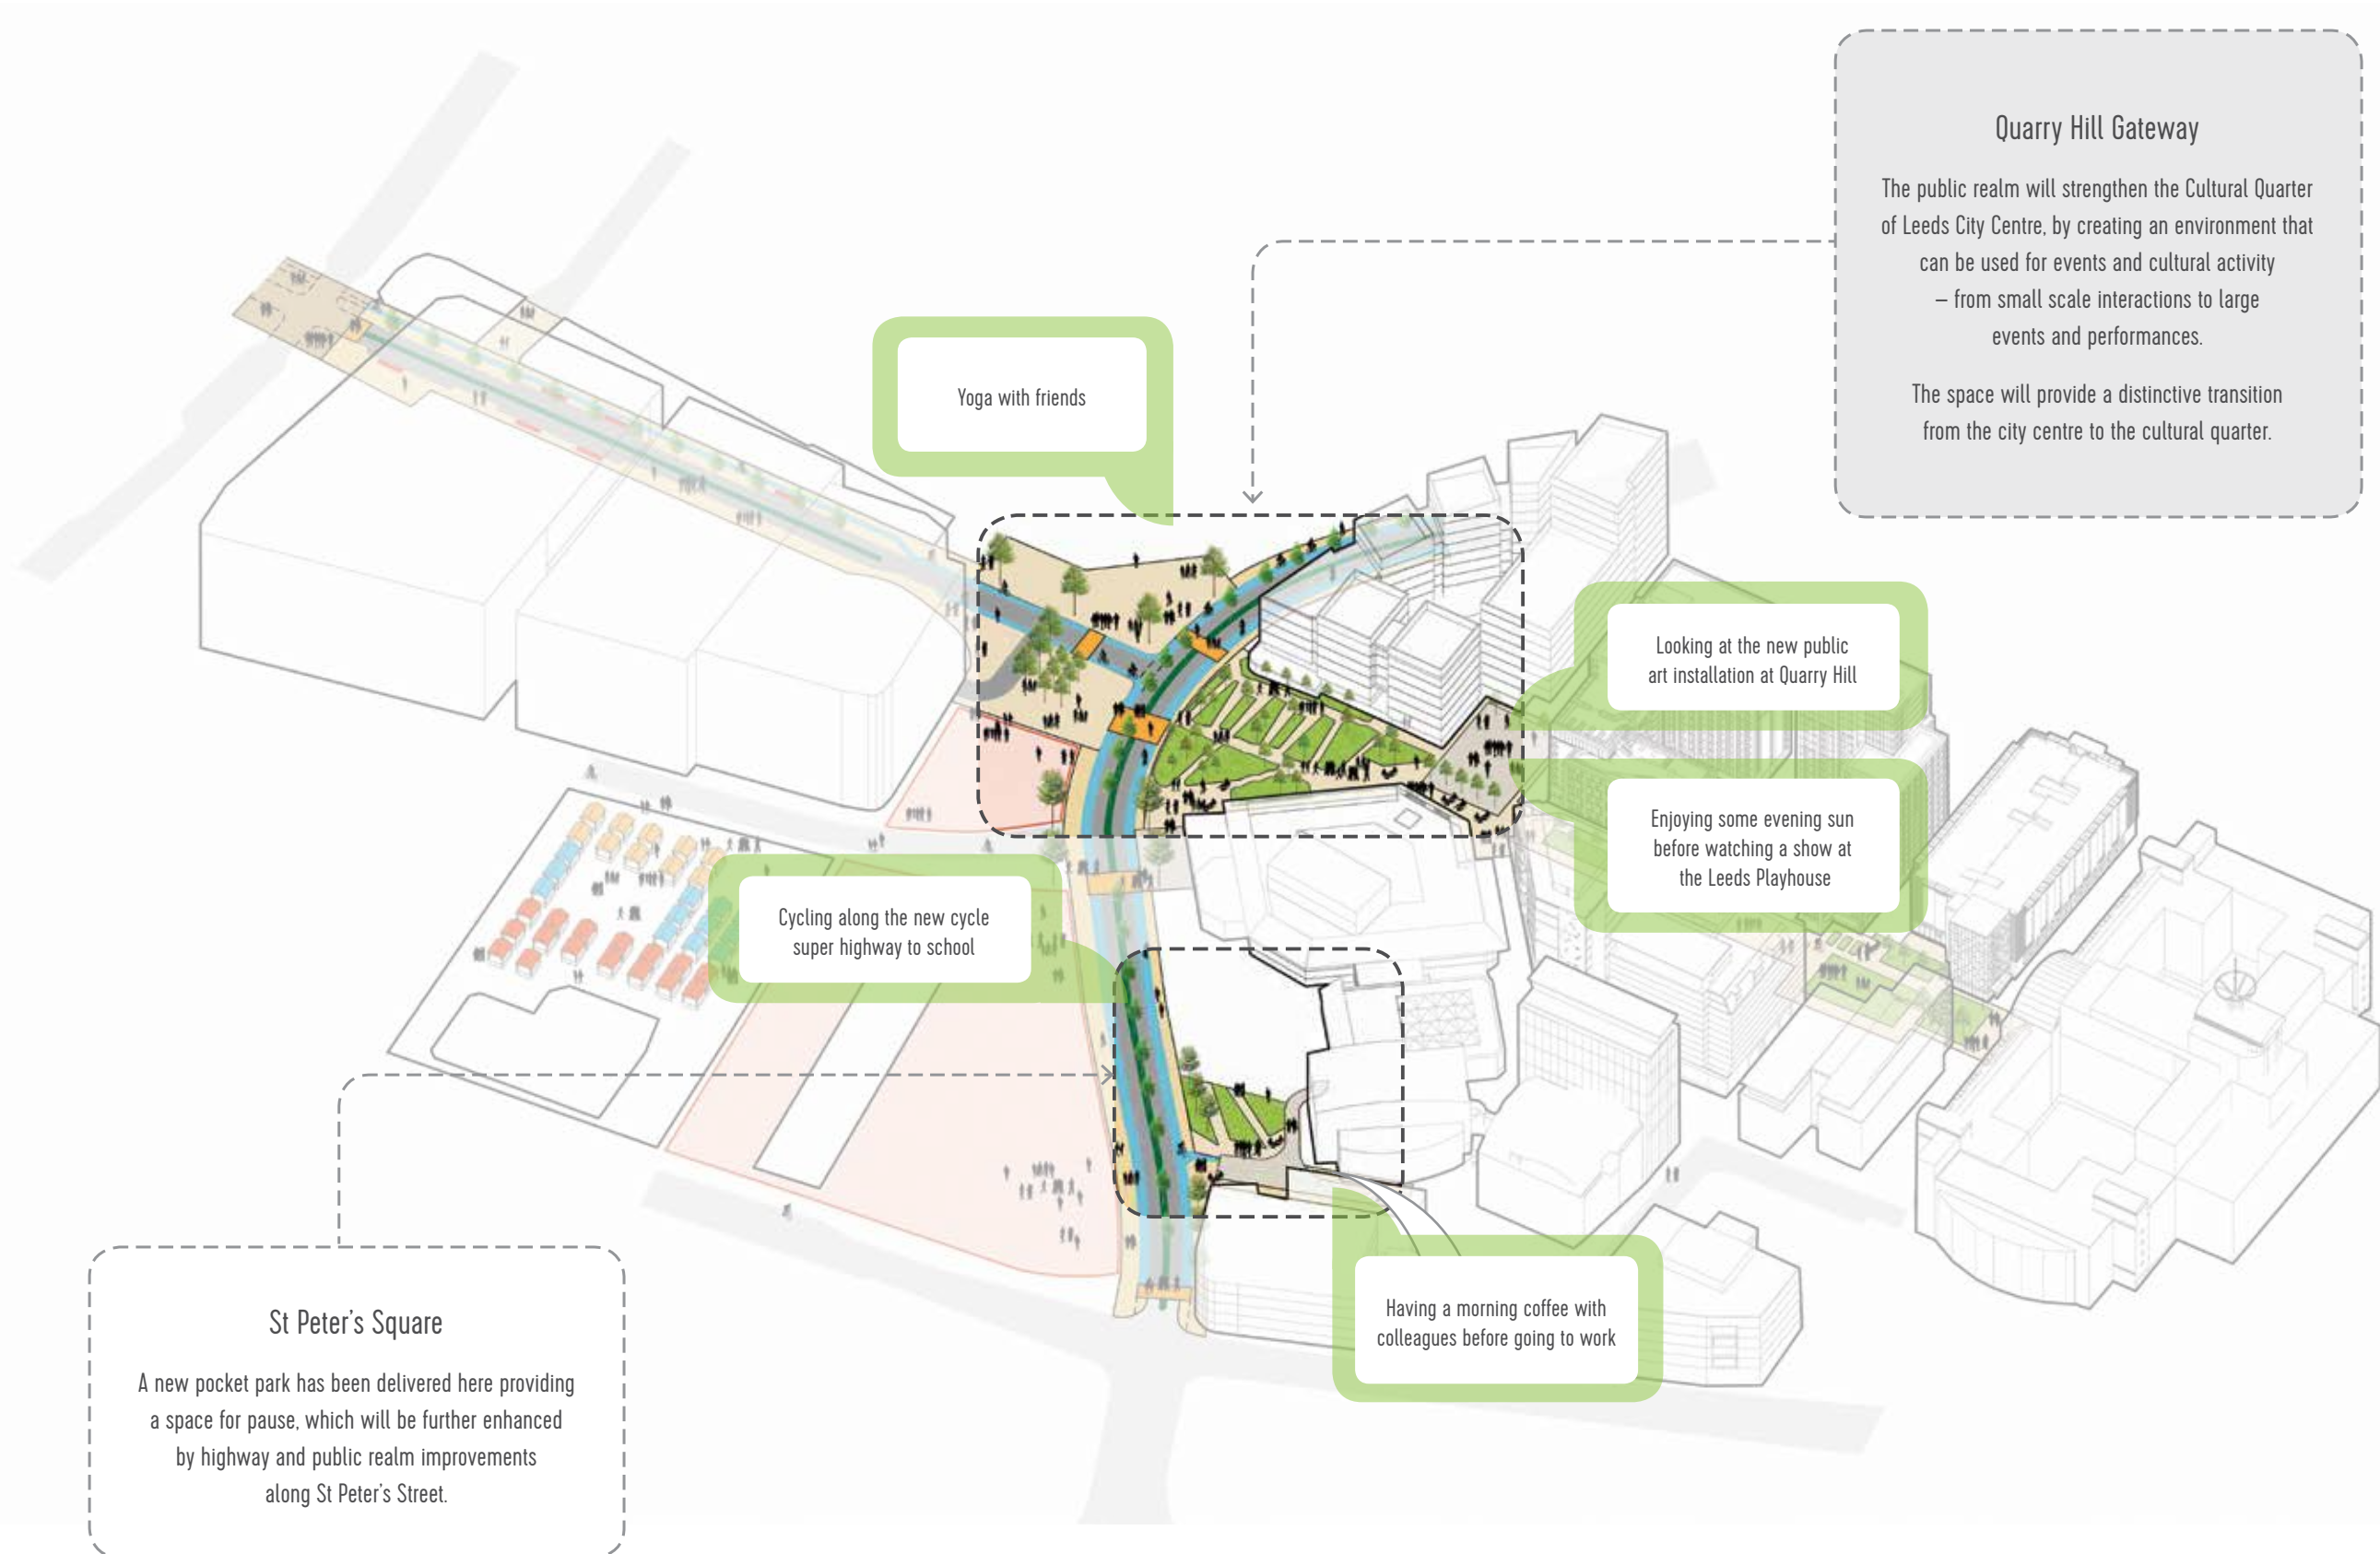 Quarry Hill Gateway
The public realm will strengthen the Cultural Quarter
of Leeds City Centre, by creating an environment that
can be used for events and cultural activity
– from small scale interactions to large
events and performances.
The space will provide a distinctive transition
from the city centre to the cultural quarter.
Yoga with friends
Looking at the new public
art installation at Quarry Hill
Enjoying some evening sun
before watching a show at
the Leeds Playhouse
Cycling along the new cycle
super highway to school
Having a morning coffee with
colleagues before going to work
St Peter’s Square
A new pocket park has been delivered here providing
a space for pause, which will be further enhanced
by highway and public realm improvements
along St Peter’s Street.